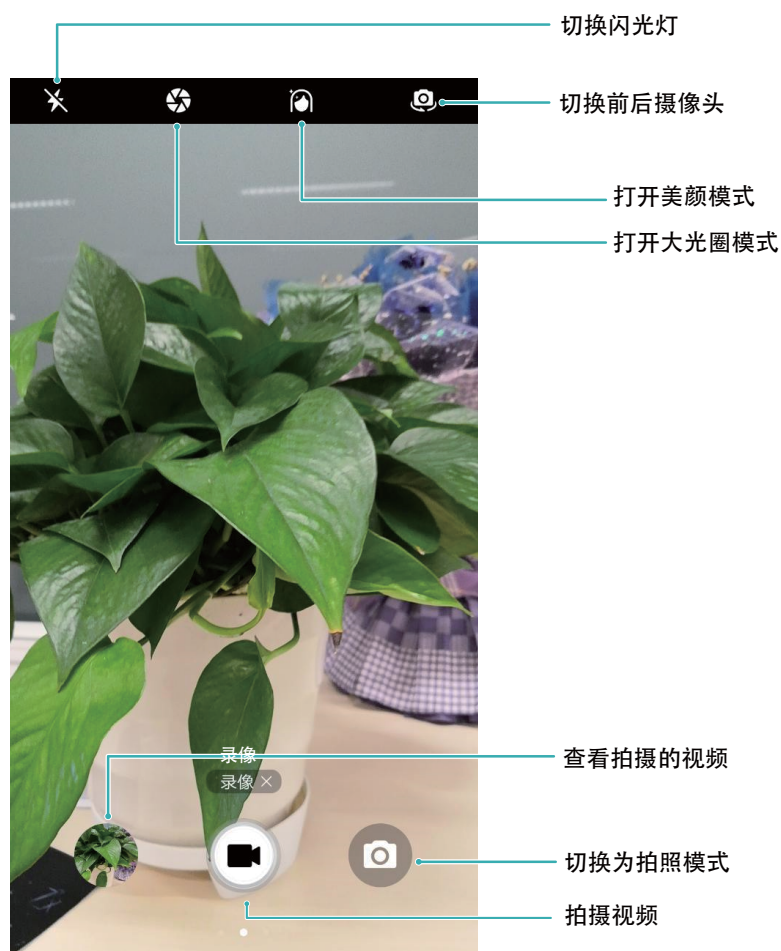 切换闪光灯
切换前后摄像头
打开美颜模式
打开大光圈模式
录像
录像 ×
查看拍摄的视频
切换为拍照模式
拍摄视频